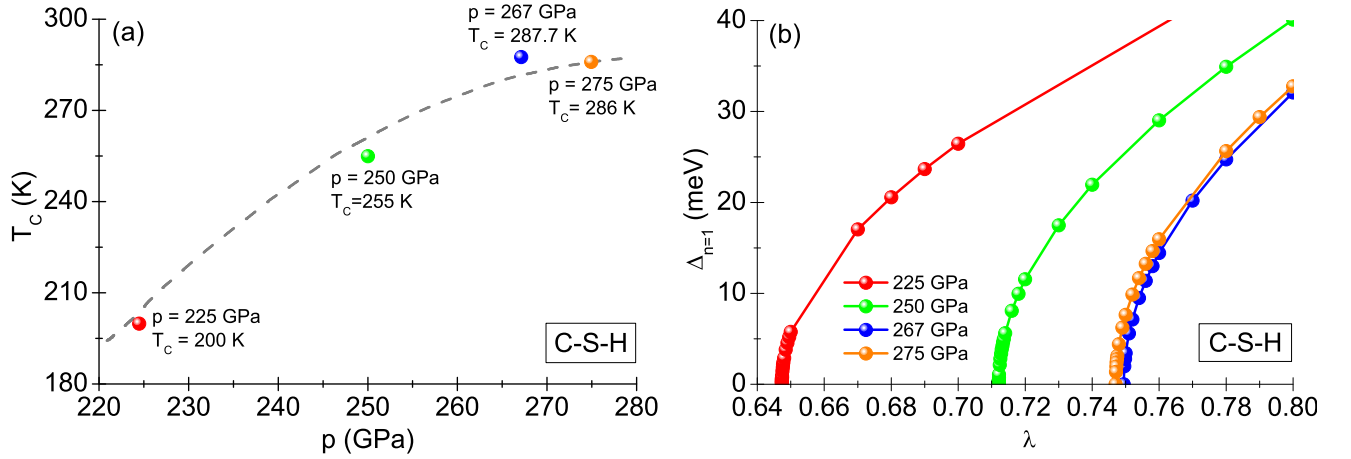 (a)
300
270
240
210
180
T_C (K)
p = 267 GPa
T_C = 287.7 K
p = 275 GPa
T_C= 286 K
p = 250 GPa
T_C=255 K
p = 225 GPa
T_C = 200 K
C-S-H
220 230 240 250 260 270 280
p (GPa)
(b)
40
30
20
10
0
Δ_{n=1} (meV)
225 GPa
250 GPa
267 GPa
275 GPa
C-S-H
0.64 0.66 0.68 0.70 0.72 0.74 0.76 0.78 0.80
λ